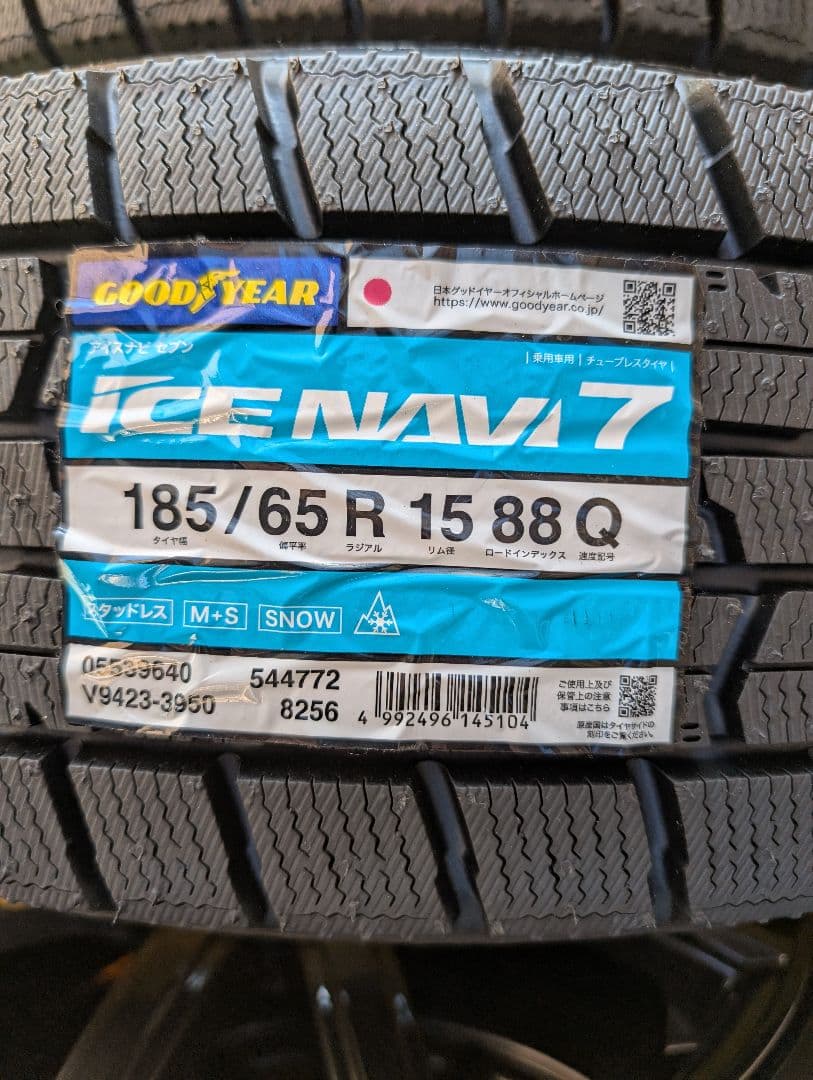 GOODYEAR
日本グッドイヤーオフィシャルホームページ
https://www.goodyear.co.jp/
アイスナビ セブン
乗用車用 | チューブレスタイヤ
ICE NAVI 7
185/65 R 15 88 Q
タイヤ幅 偏平率 ラジアル リム径 ロードインデックス 速度記号
スタッドレス M+S SNOW
05539640 544772
V9423-3950 8256
4 992496 145104
ご使用上及び
保管上の注意
事項はこちら
原産国はタイヤサイドの
刻印をご覧ください。